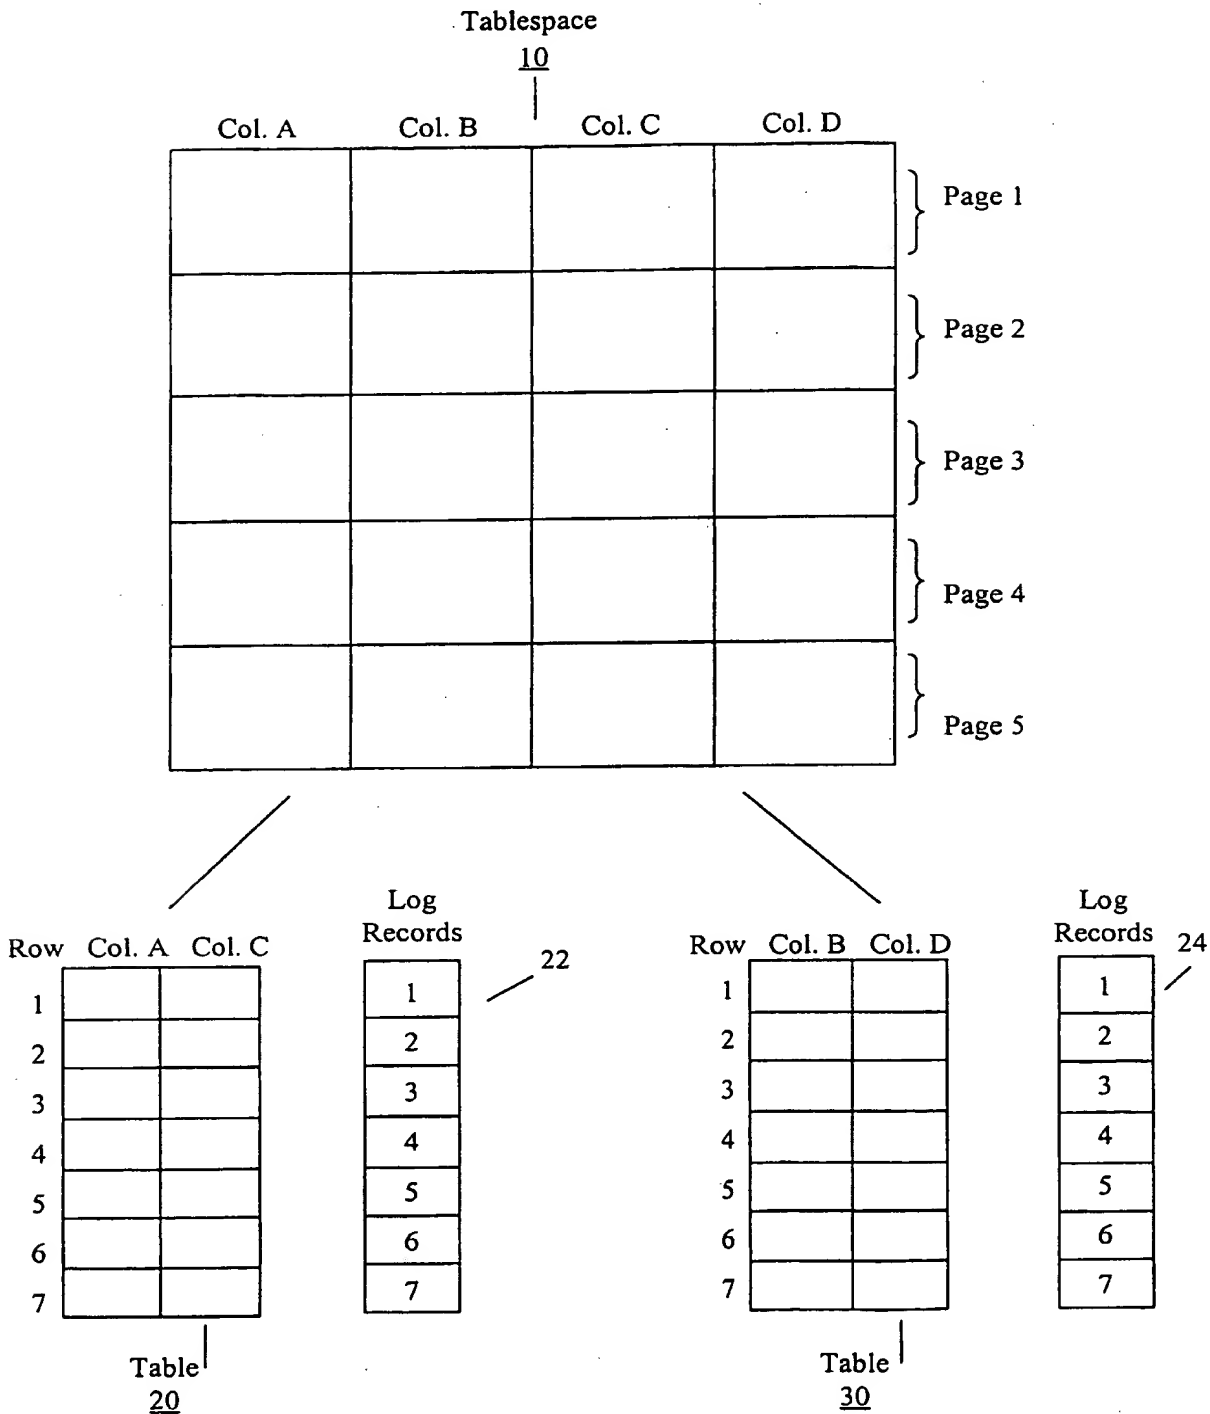 Tablespace
10
Col. A Col. B Col. C Col. D
Page 1
Page 2
Page 3
Page 4
Page 5
Log
Records
22
Row Col. A Col. C
1
2
3
4
5
6
7
1
2
3
4
5
6
7
Table
20
Log
Records
24
Row Col. B Col. D
1
2
3
4
5
6
7
1
2
3
4
5
6
7
Table
30